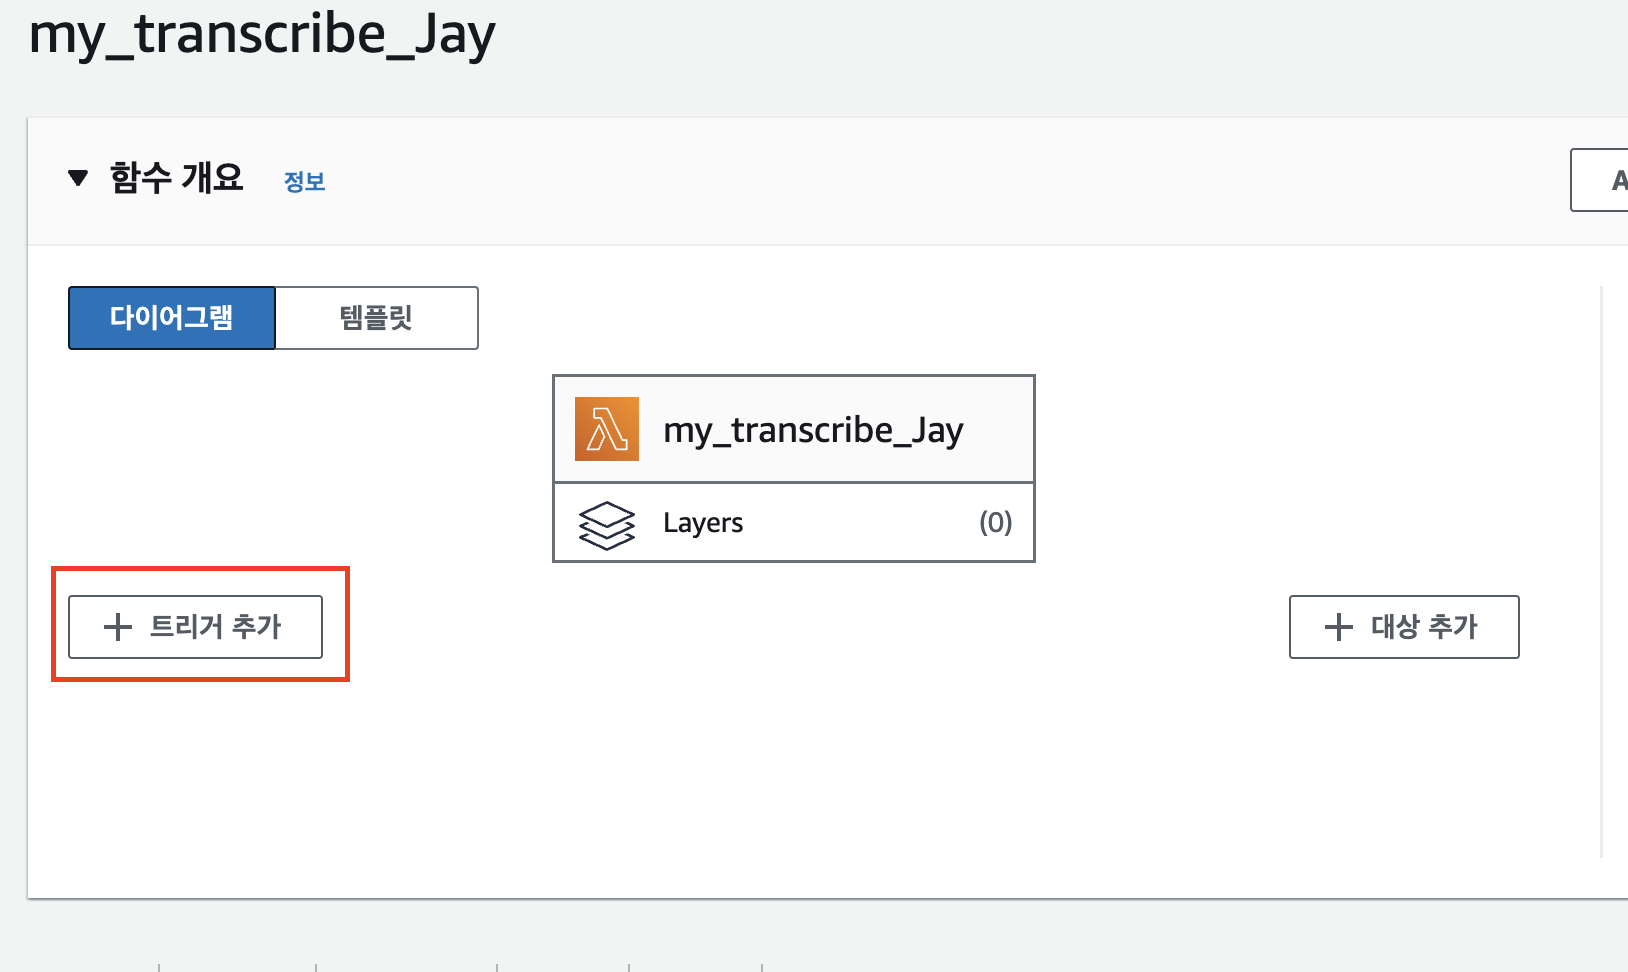 my_transcribe_Jay
함수 개요 정보
다이어그램 템플릿
my_transcribe_Jay
Layers (0)
트리거 추가 대상 추가